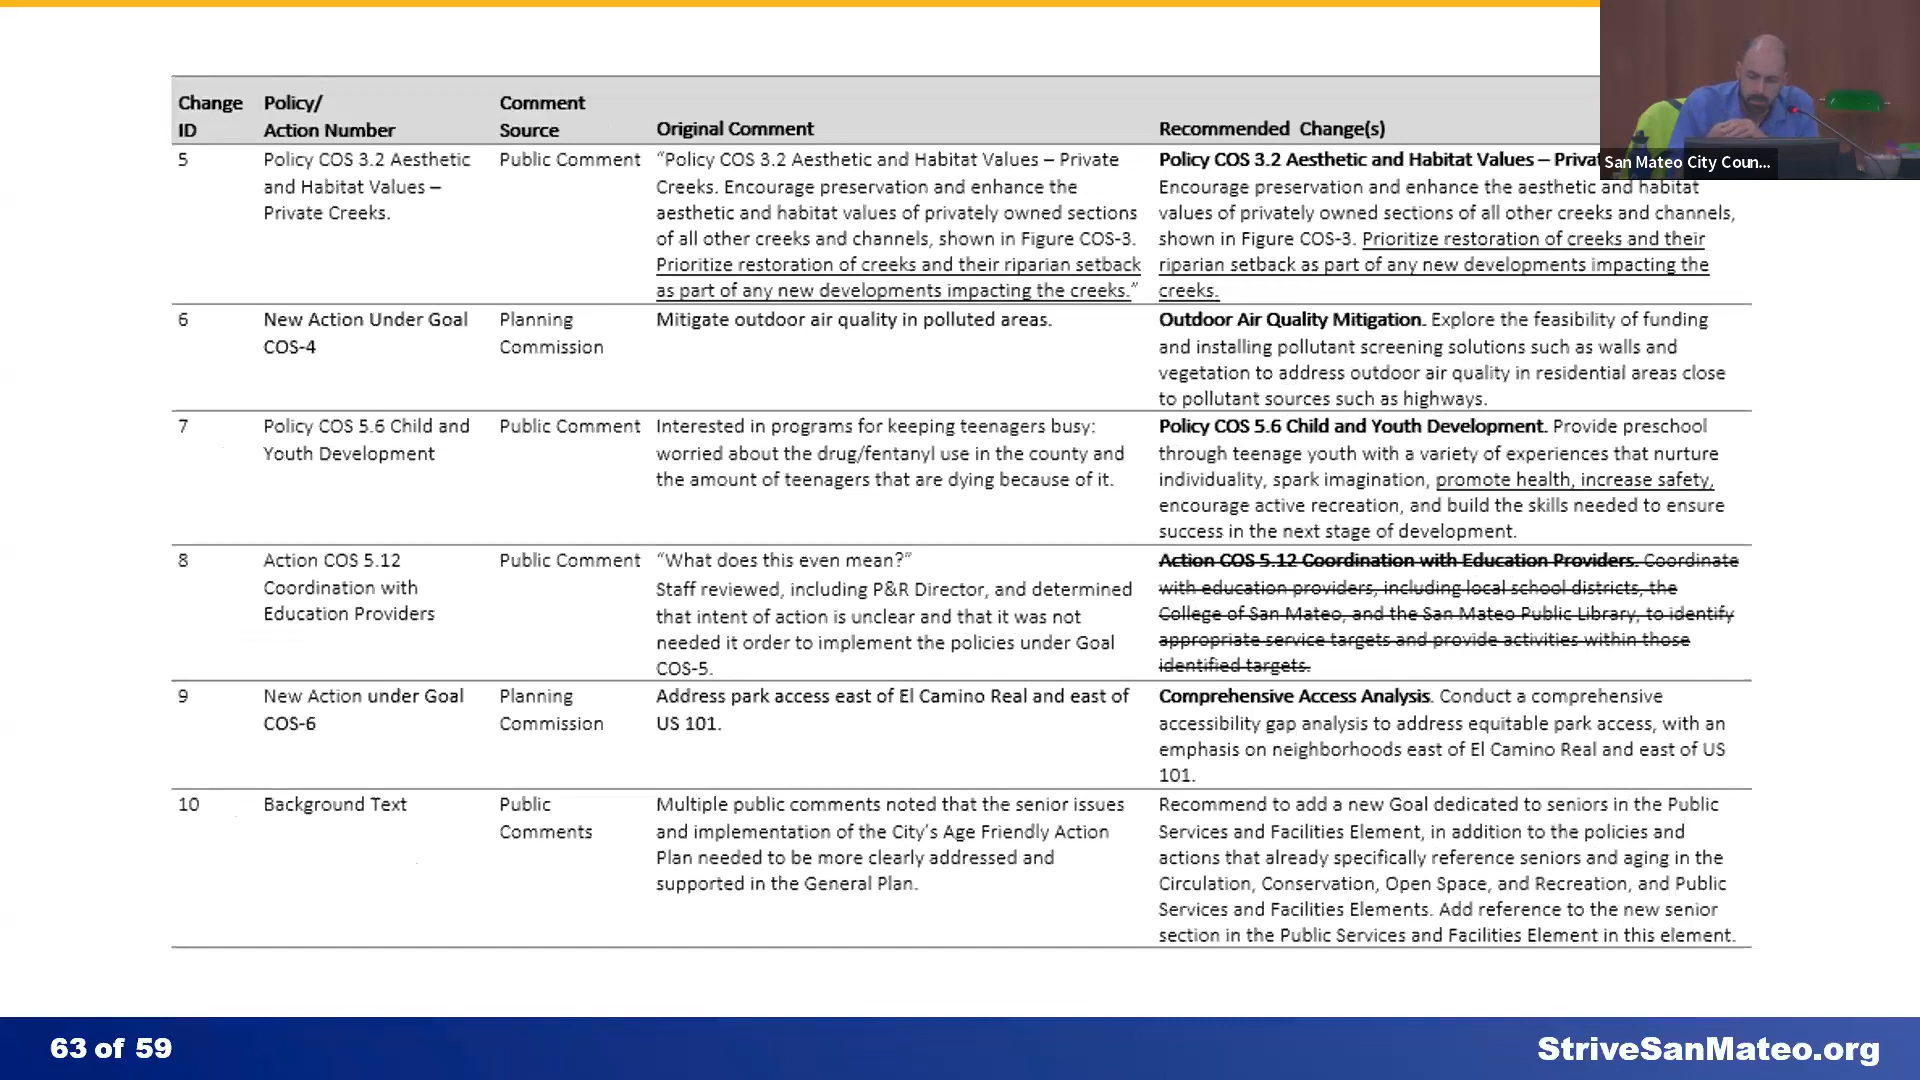 Change ID
Policy/ Action Number
Comment Source
Original Comment
Recommended Change(s)
5
Policy COS 3.2 Aesthetic
and Habitat Values –
Private Creeks.
Public Comment
“Policy COS 3.2 Aesthetic and Habitat Values – Private
Creeks. Encourage preservation and enhance the
aesthetic and habitat values of privately owned sections
of all other creeks and channels, shown in Figure COS-3.
Prioritize restoration of creeks and their riparian setback
as part of any new developments impacting the creeks.”
Policy COS 3.2 Aesthetic and Habitat Values –
Encourage preservation and enhance the aesthetic and habitat
values of privately owned sections of all other creeks and channels,
shown in Figure COS-3. Prioritize restoration of creeks and their
riparian setback as part of any new developments impacting the
creeks.
6
New Action Under Goal
COS-4
Planning
Commission
Mitigate outdoor air quality in polluted areas.
Outdoor Air Quality Mitigation. Explore the feasibility of funding
and installing pollutant screening solutions such as walls and
vegetation to address outdoor air quality in residential areas close
to pollutant sources such as highways.
7
Policy COS 5.6 Child and
Youth Development
Public Comment
Interested in programs for keeping teenagers busy:
worried about the drug/fentanyl use in the county and
the amount of teenagers that are dying because of it.
Policy COS 5.6 Child and Youth Development. Provide preschool
through teenage youth with a variety of experiences that nurture
individuality, spark imagination, promote health, increase safety,
encourage active recreation, and build the skills needed to ensure
success in the next stage of development.
8
Action COS 5.12
Coordination with
Education Providers
Public Comment
“What does this even mean?”
Staff reviewed, including P&R Director, and determined
that intent of action is unclear and that it was not
needed it order to implement the policies under Goal
COS-5.
Action COS 5.12 Coordination with Education Providers. Coordinate
with education providers, including local school districts, the
College of San Mateo, and the San Mateo Public Library, to identify
appropriate service targets and provide activities within those
identified targets.
9
New Action under Goal
COS-6
Planning
Commission
Address park access east of El Camino Real and east of
US 101.
Comprehensive Access Analysis. Conduct a comprehensive
accessibility gap analysis to address equitable park access, with an
emphasis on neighborhoods east of El Camino Real and east of US
101.
10
Background Text
Public
Comments
Multiple public comments noted that the senior issues
and implementation of the City’s Age Friendly Action
Plan needed to be more clearly addressed and
supported in the General Plan.
Recommend to add a new Goal dedicated to seniors in the Public
Services and Facilities Element, in addition to the policies and
actions that already specifically reference seniors and aging in the
Circulation, Conservation, Open Space, and Recreation, and Public
Services and Facilities Elements. Add reference to the new senior
section in the Public Services and Facilities Element in this element.
San Mateo City Coun...
63 of 59
StriveSanMateo.org